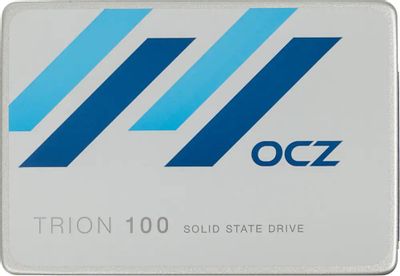 OCZ
TRION 100 SOLID STATE DRIVE